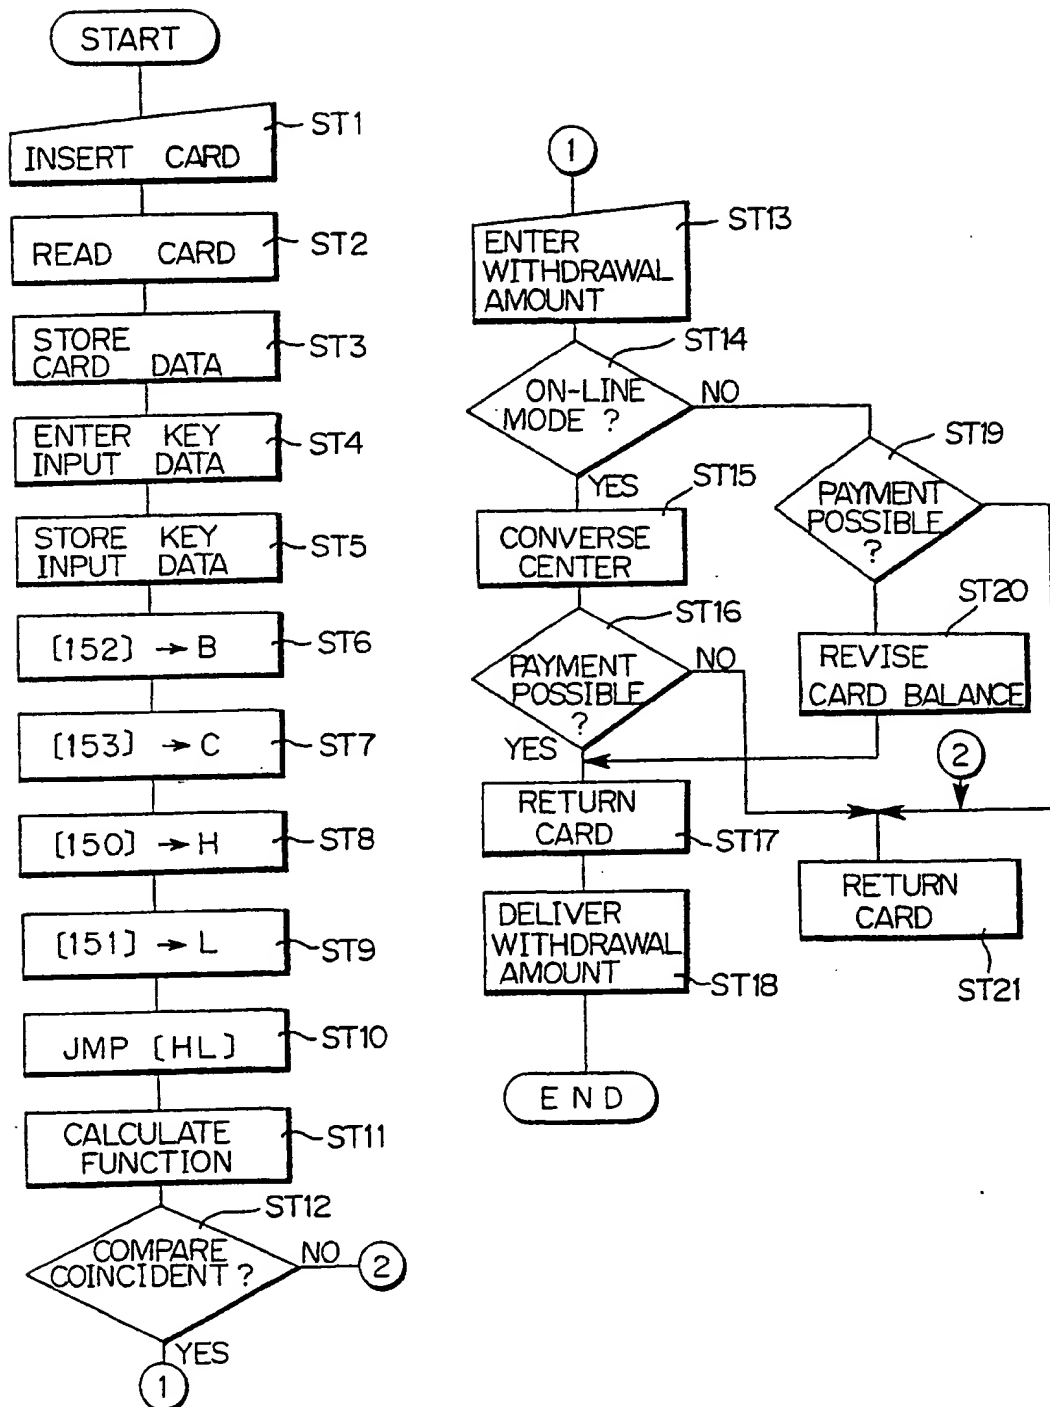 START
INSERT CARD
ST1
READ CARD
ST2
STORE
CARD DATA
ST3
ENTER KEY
INPUT DATA
ST4
STORE KEY
INPUT DATA
ST5
[152] → B
ST6
[153] → C
ST7
[150] → H
ST8
[151] → L
ST9
JMP [HL]
ST10
CALCULATE
FUNCTION
ST11
ST12
COMPARE
COINCIDENT ?
NO
2
YES
1
1
ST13
ENTER
WITHDRAWAL
AMOUNT
ST14
ON-LINE
MODE ?
NO
YES
ST15
CONVERSE
CENTER
ST16
PAYMENT
POSSIBLE
?
NO
YES
RETURN
CARD
ST17
DELIVER
WITHDRAWAL
AMOUNT
ST18
END
ST19
PAYMENT
POSSIBLE
?
ST20
REVISE
CARD BALANCE
2
RETURN
CARD
ST21